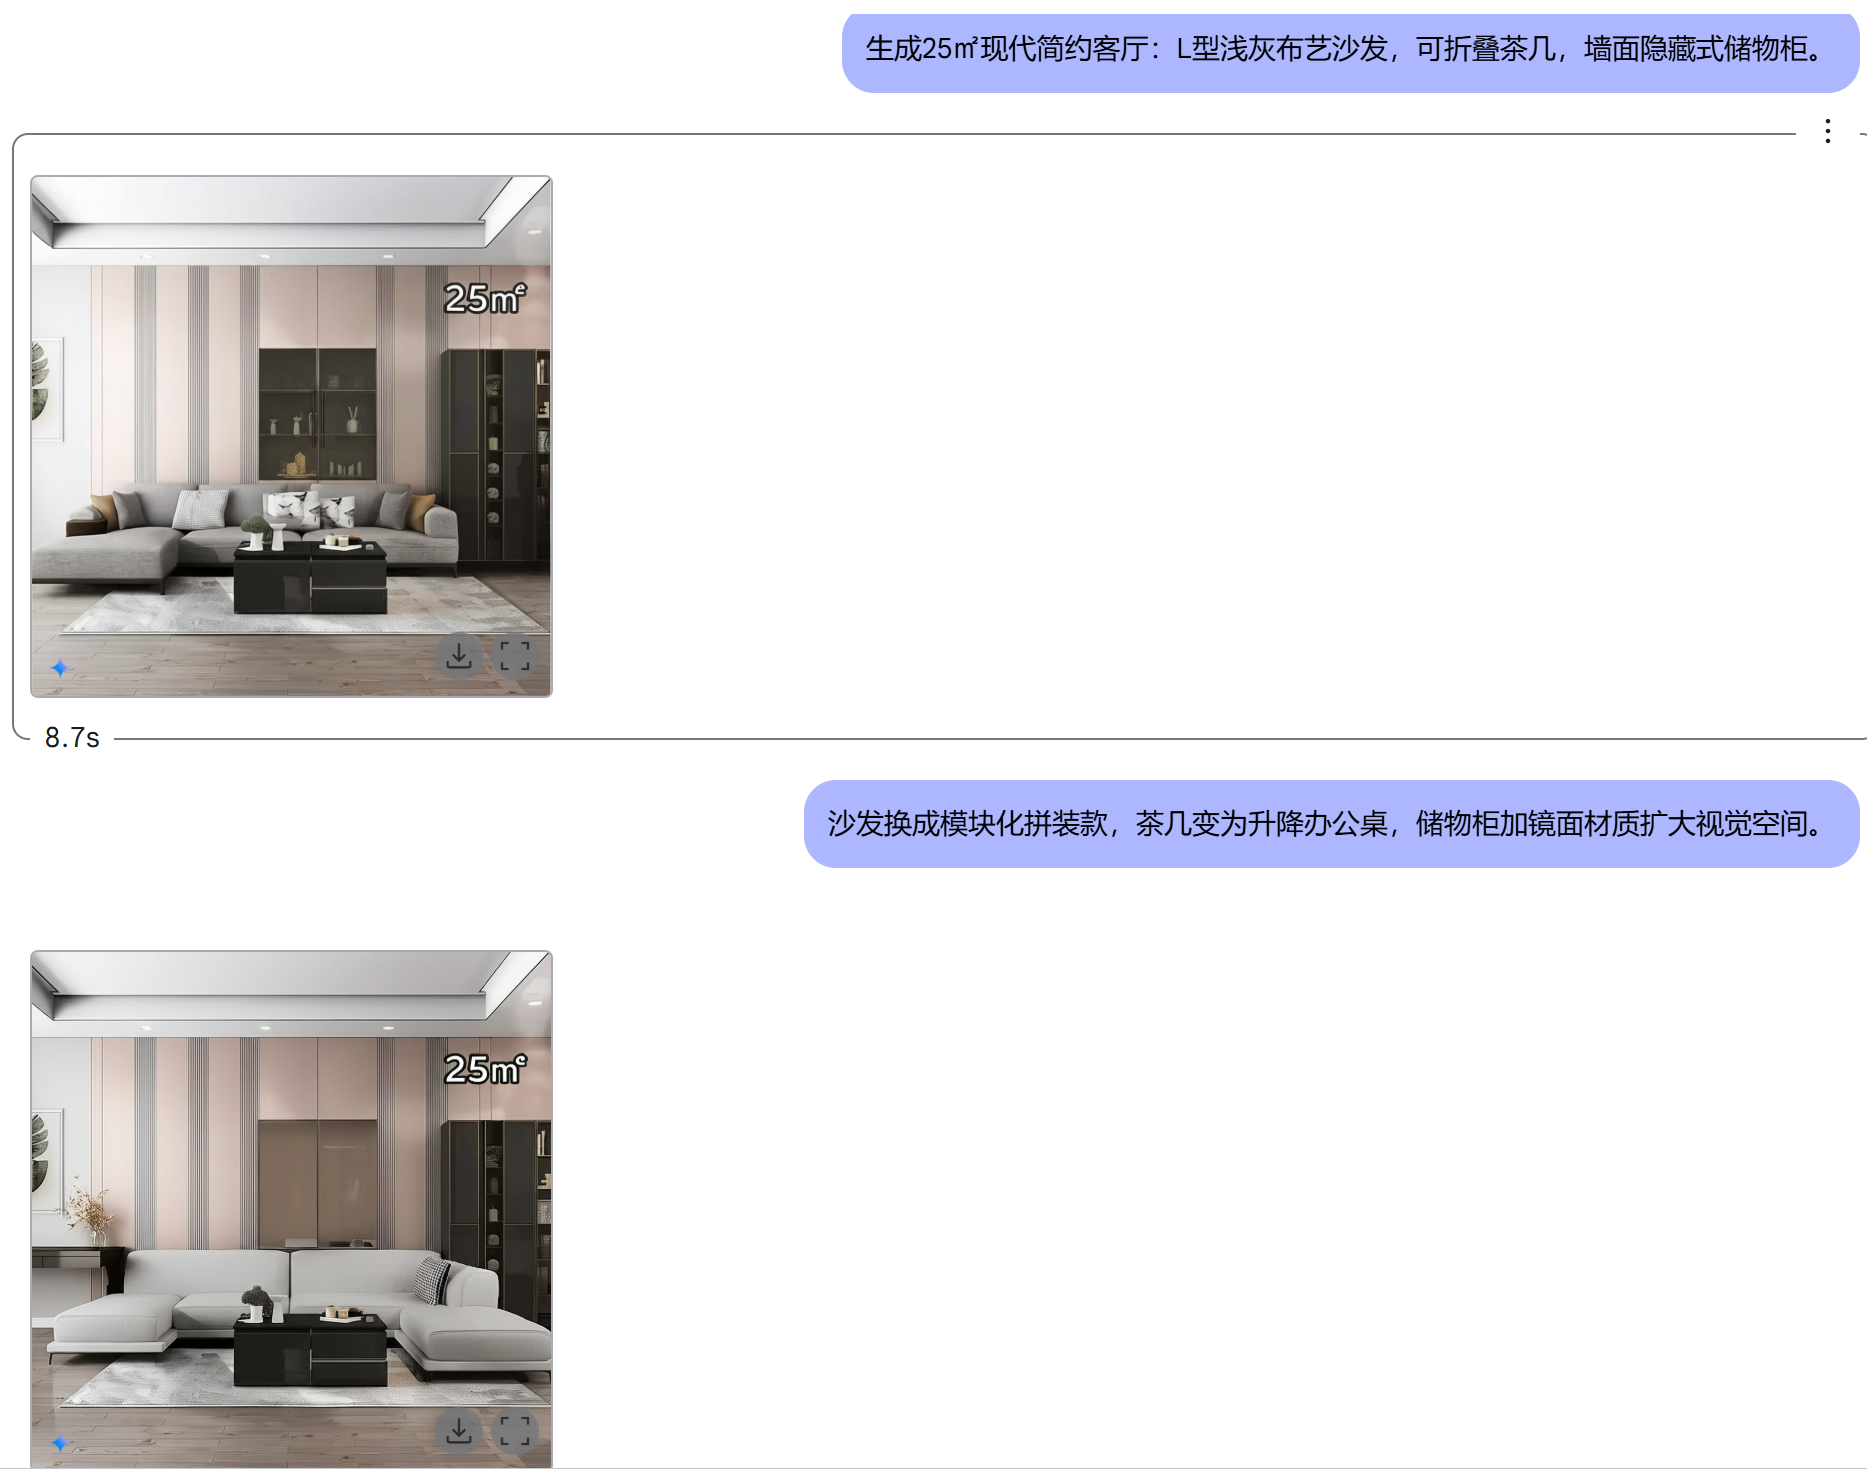 生成25㎡现代简约客厅：L型浅灰布艺沙发，可折叠茶几，墙面隐藏式储物柜。
25㎡
8.7s
沙发换成模块化拼装款，茶几变为升降办公桌，储物柜加镜面材质扩大视觉空间。
25㎡